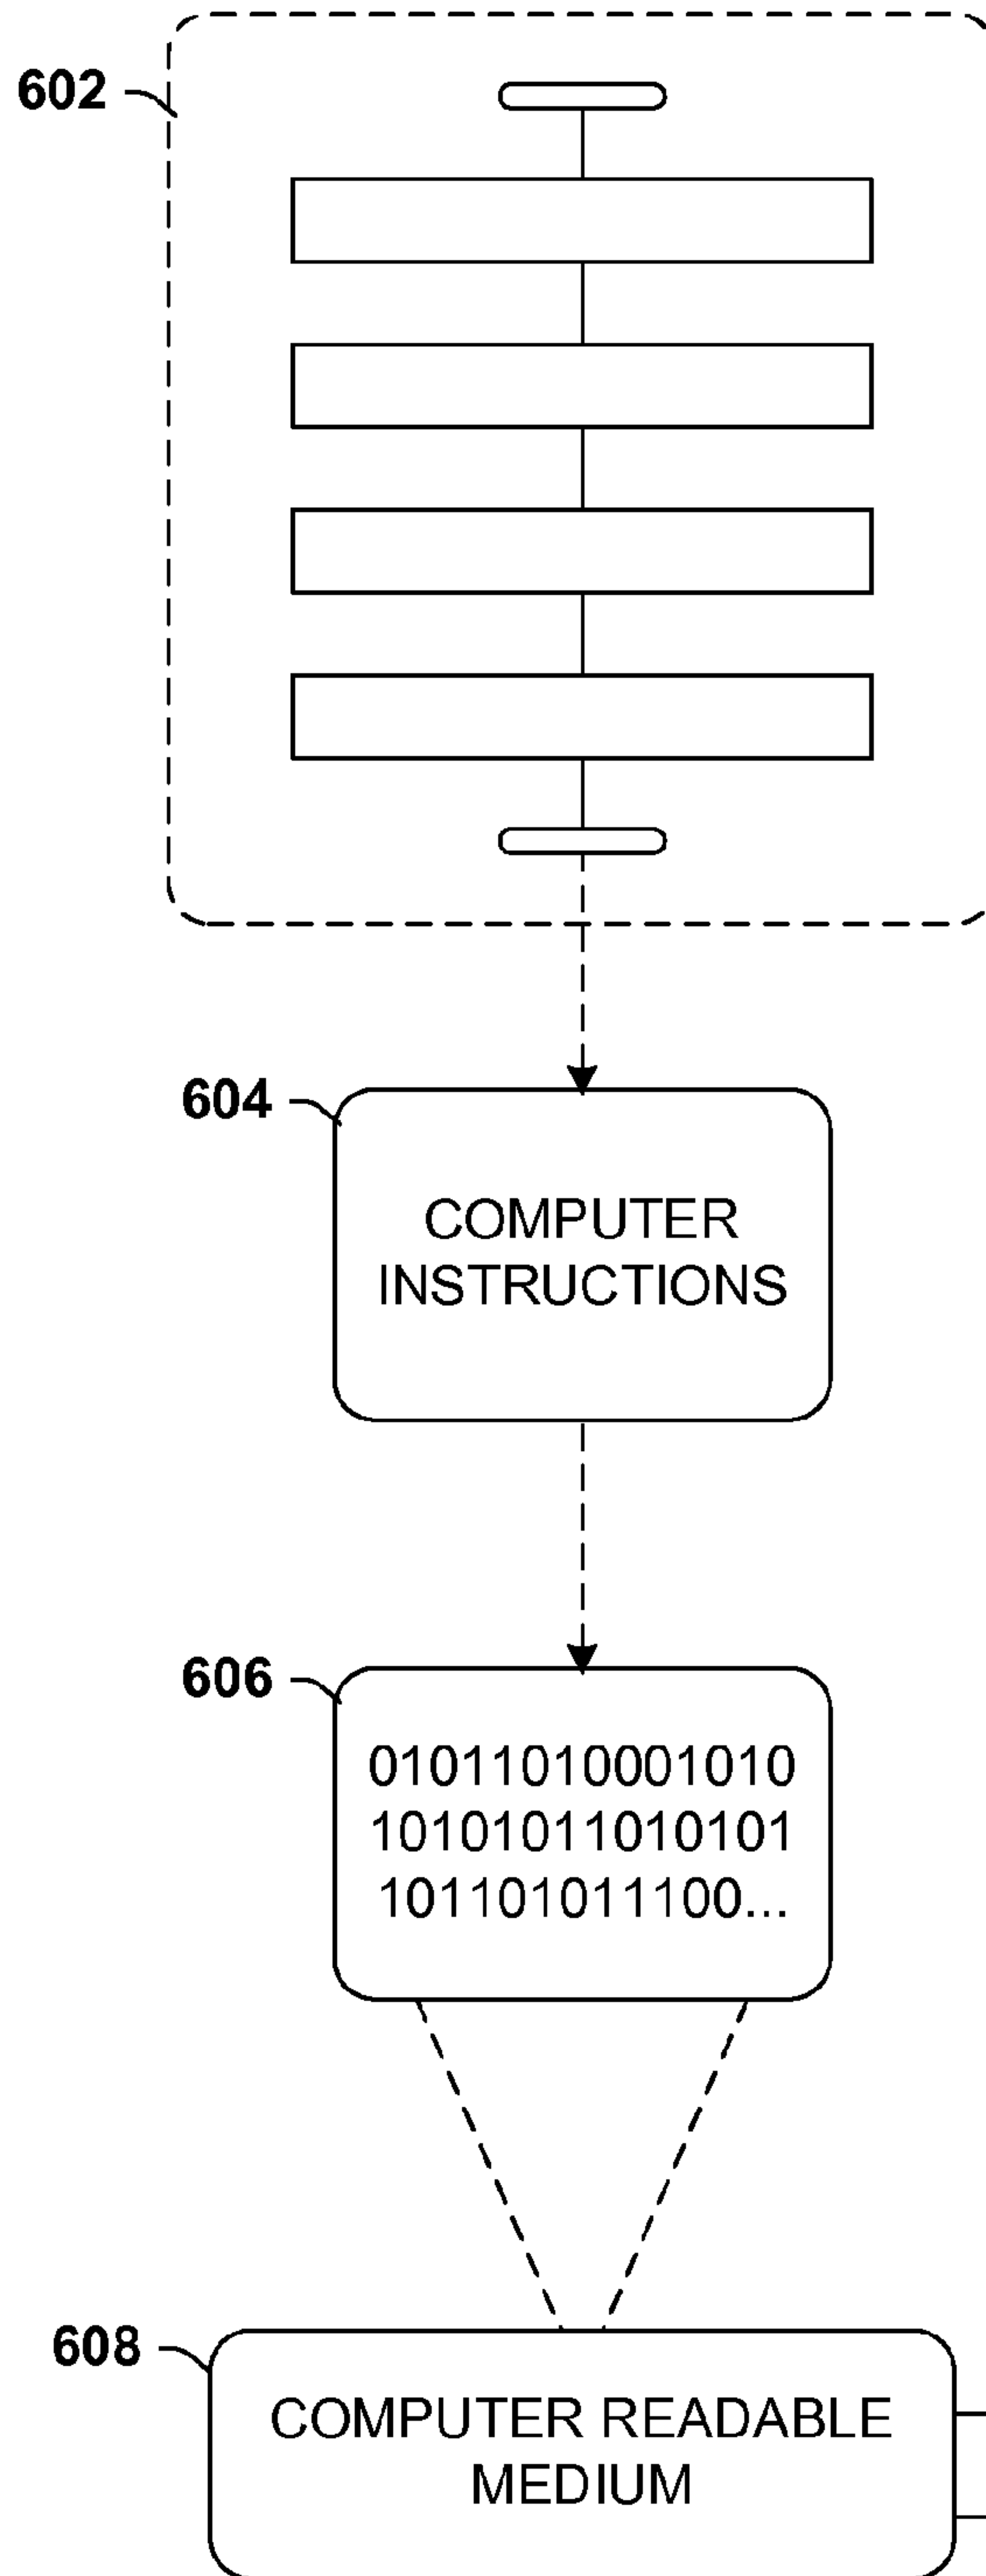 602
604
COMPUTER
INSTRUCTIONS
606
01011010001010
10101011010101
101101011100...
608
COMPUTER READABLE
MEDIUM